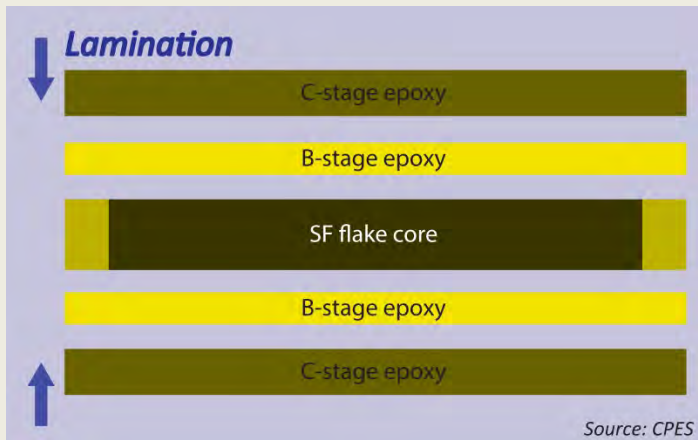 Lamination
C-stage epoxy
B-stage epoxy
SF flake core
B-stage epoxy
C-stage epoxy
Source: CPES